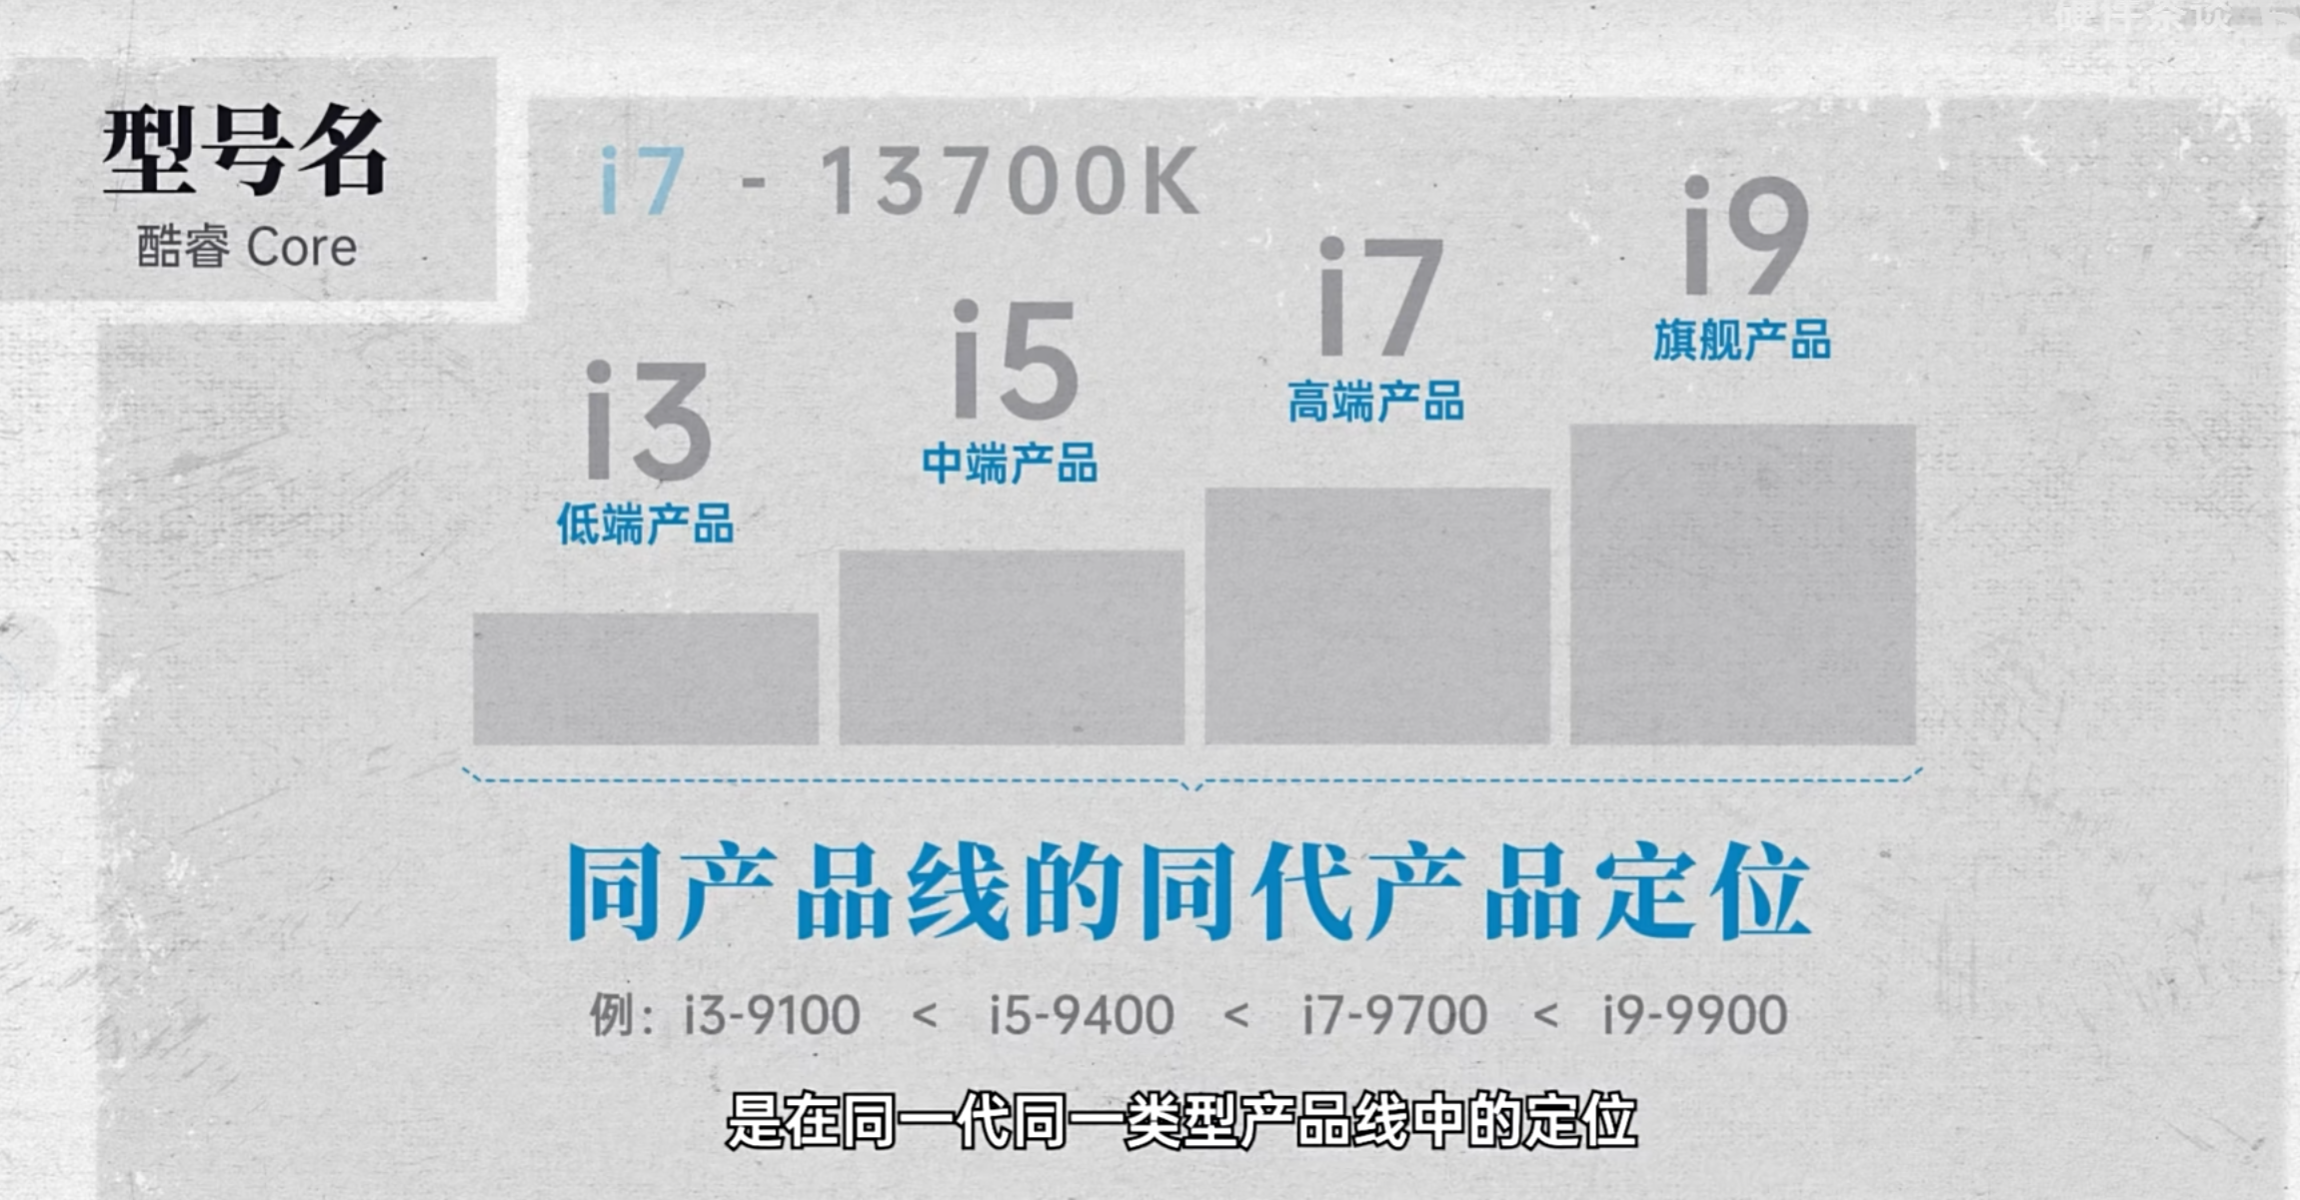 型号名
酷睿 Core
i7 - 13700K
i3
低端产品
i5
中端产品
i7
高端产品
i9
旗舰产品
同产品线的同代产品定位
例：i3-9100 < i5-9400 < i7-9700 < i9-9900
是在同一代同一类型产品线中的定位